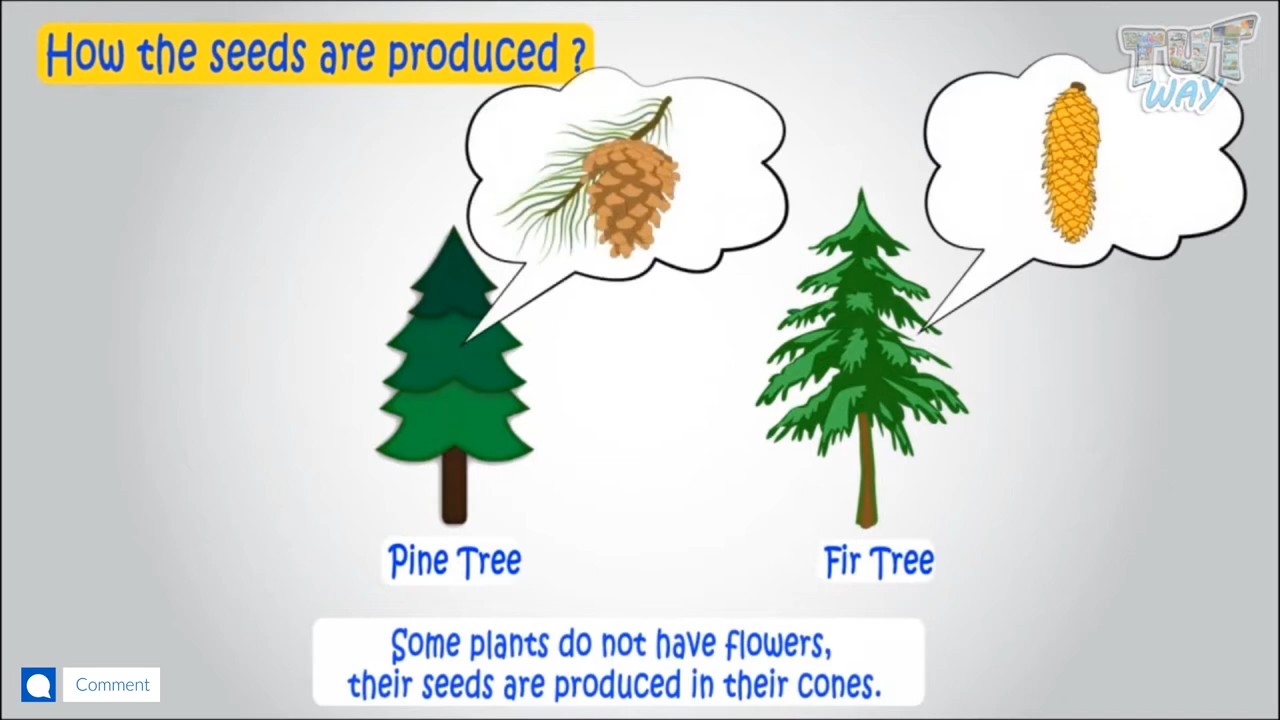 How the seeds are produced ?
TUT
WAY
Pine Tree
Fir Tree
Some plants do not have flowers,
their seeds are produced in their cones.
Comment